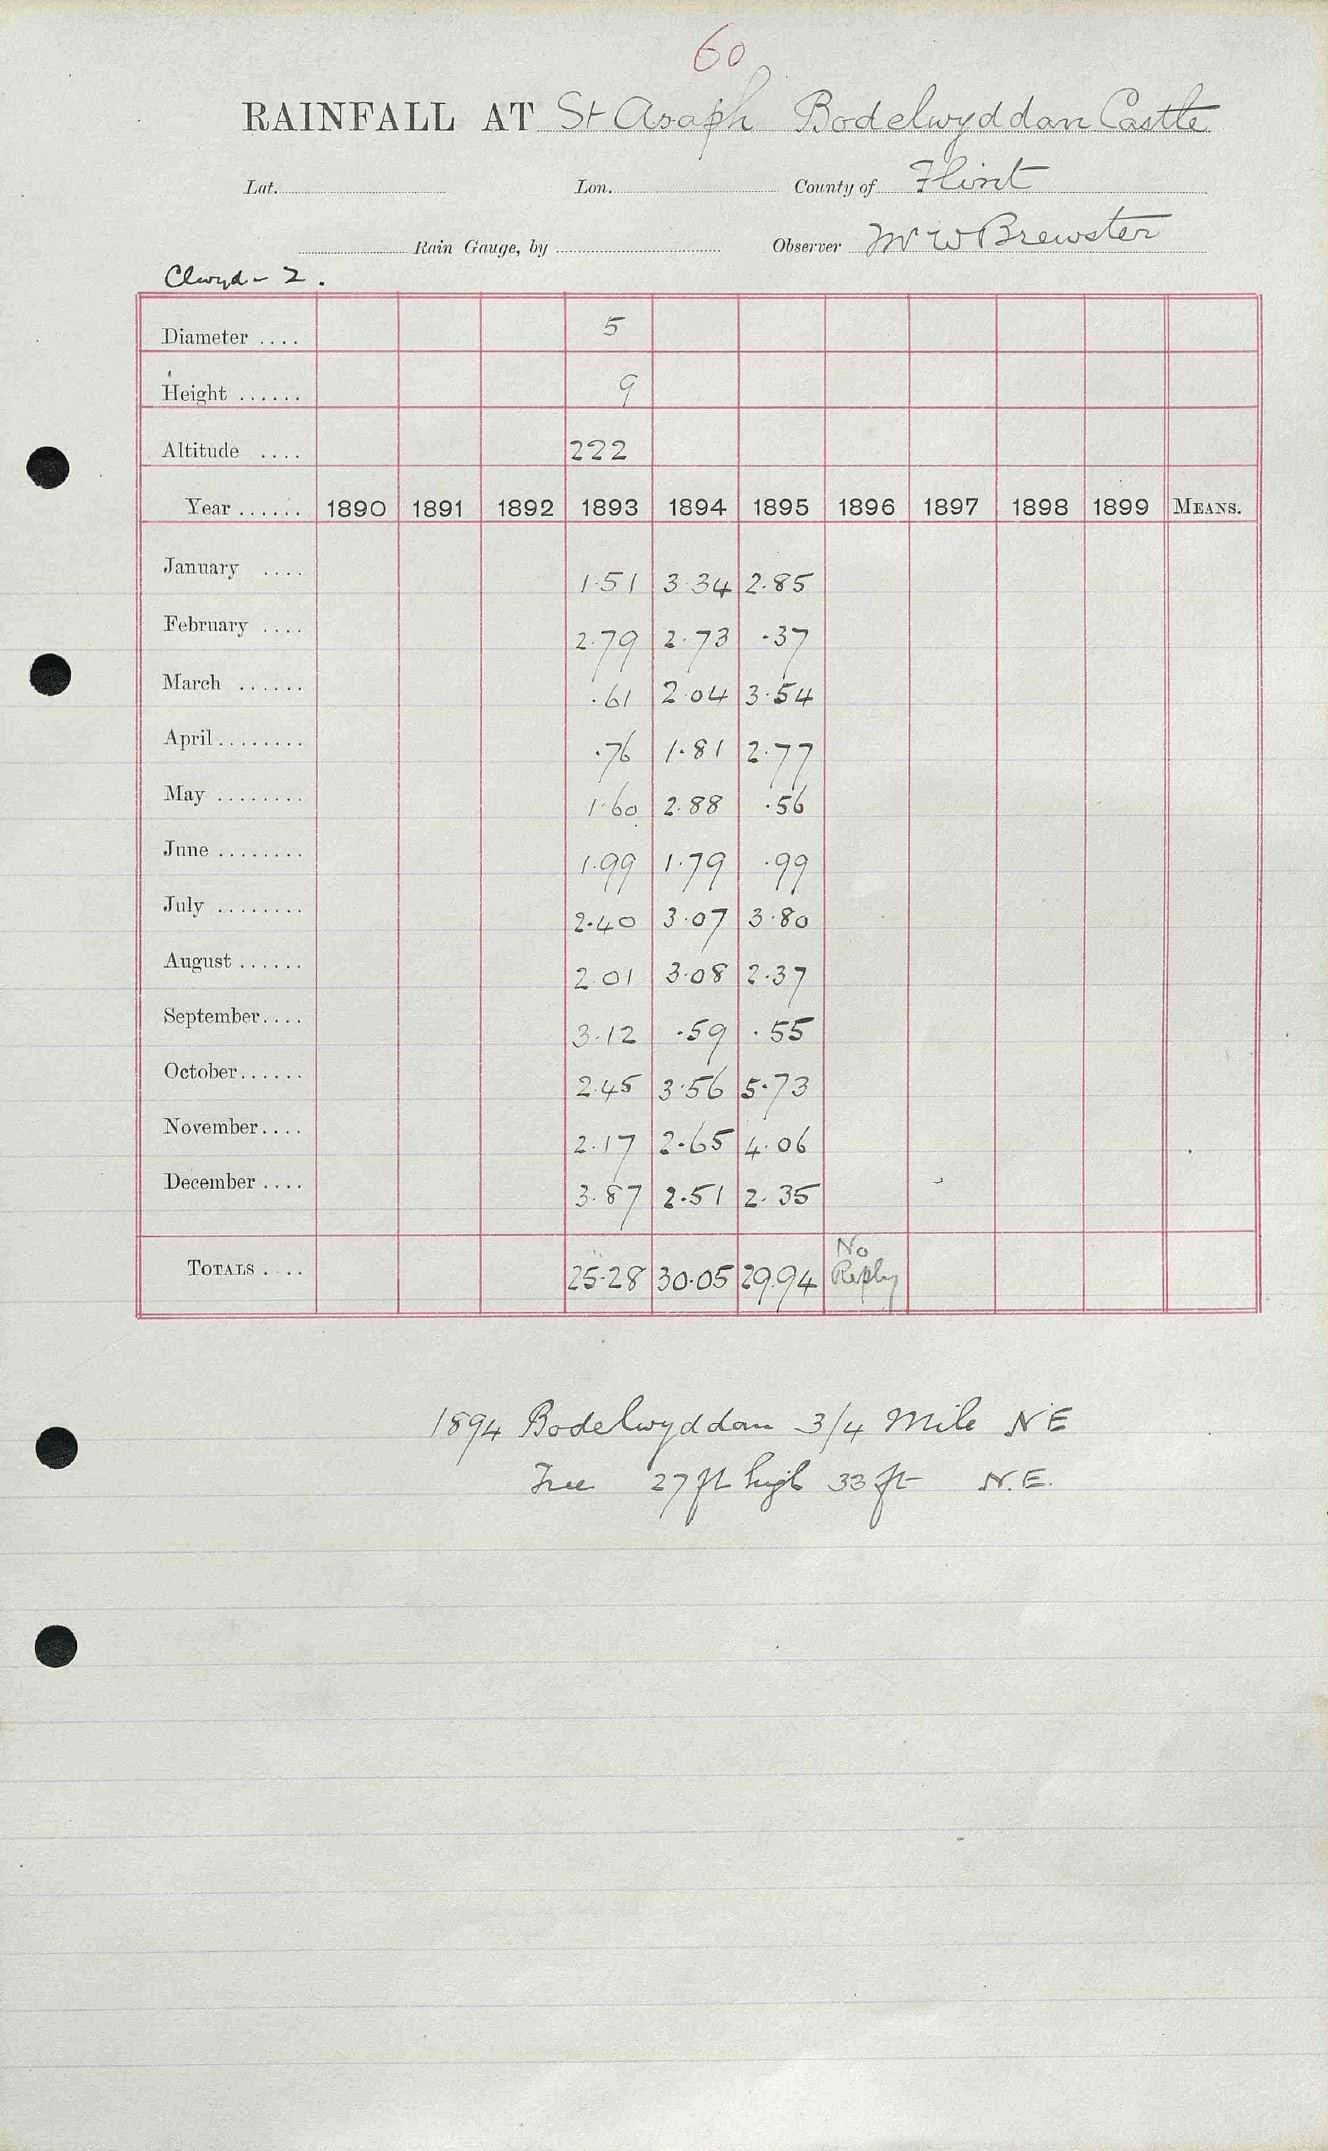 60
RAINFALL AT St Asaph Bodelwyddan Castle
Lat. Lon. County of Flint
Rain Gauge, by Observer Mr W Brewster
Clwyd - 2.
Diameter .... 5
Height ...... 9
Altitude .... 222
Year ...... 1890 1891 1892 1893 1894 1895 1896 1897 1898 1899 MEANS.
January .... 1.51 3.34 2.85
February .... 2.79 2.73 .37
March ...... .61 2.04 3.54
April ........ .76 1.81 2.77
May ........ 1.60 2.88 .56
June ........ 1.99 1.79 .99
July ........ 2.40 3.07 3.80
August ...... 2.01 3.08 2.37
September.... 3.12 .59 .55
October...... 2.45 3.56 5.73
November.... 2.17 2.65 4.06
December .... 3.87 2.51 2.35
TOTALS .... 25.28 30.05 29.94 No Reply
1894 Bodelwyddan 3/4 Mile NE
Tree 27 ft high 33 ft N.E.